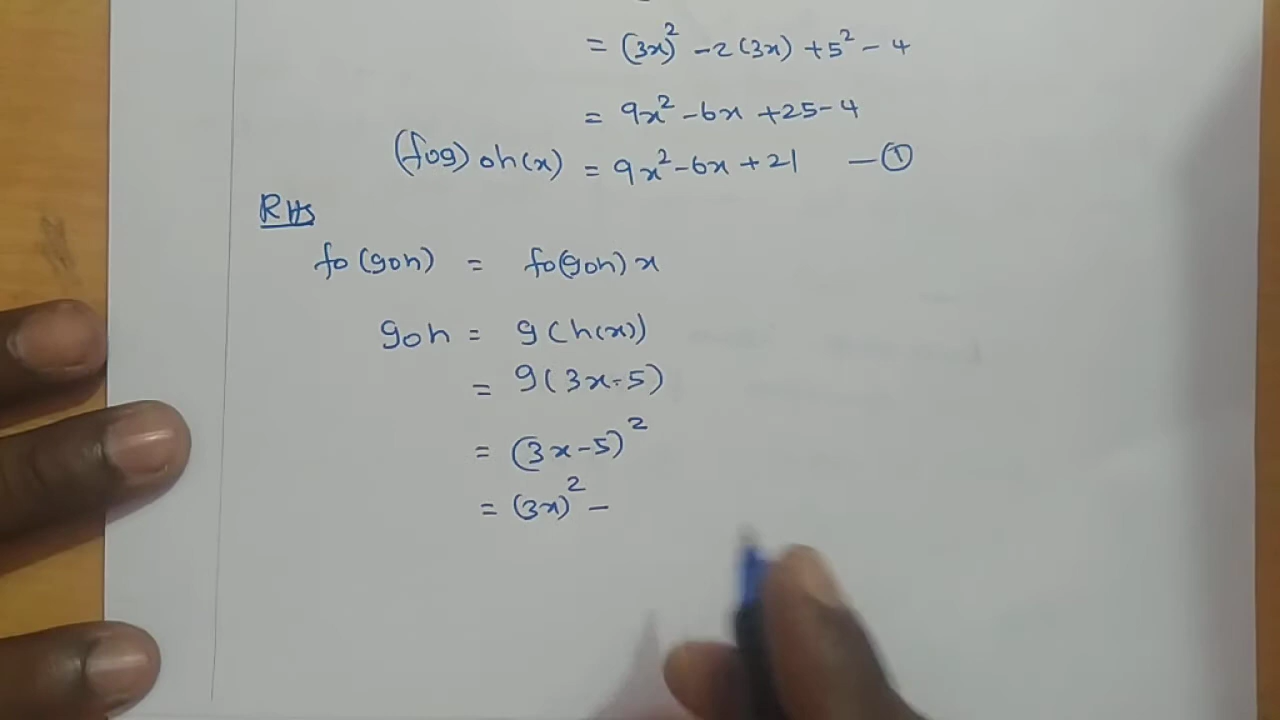 = (3x)² - 2(3x) + 5² - 4
= 9x² - 6x + 25 - 4
(fog) oh(x) = 9x² - 6x + 21 — ①
RHS
fo(goh) = fo(goh) x
goh = g(h(x))
= g(3x-5)
= (3x-5)²
= (3x)² -